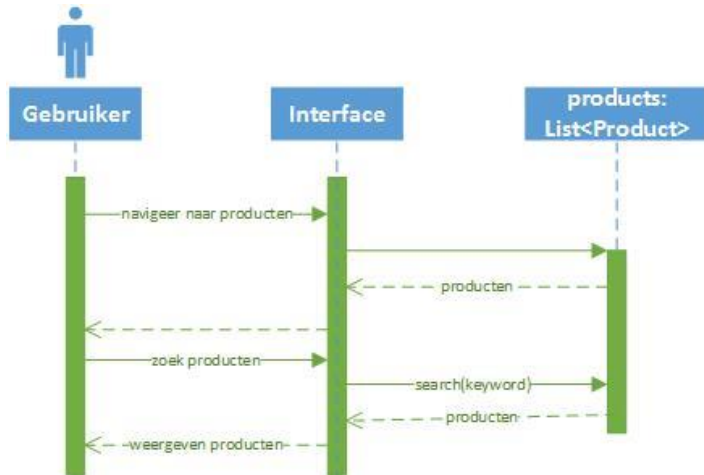 Gebruiker
Interface
products:
List<Product>
navigeer naar producten
producten
zoek producten
search(keyword)
producten
weergeven producten